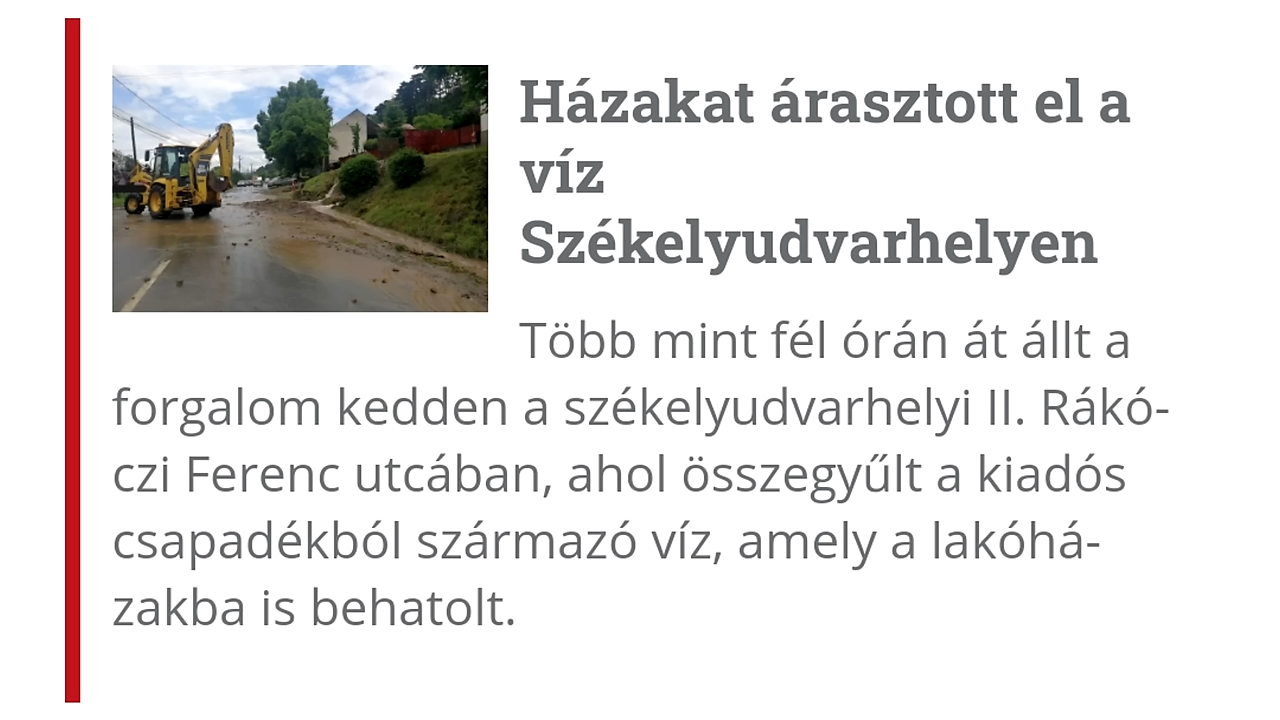 Házakat árasztott el a
víz
Székelyudvarhelyen
Több mint fél órán át állt a
forgalom kedden a székelyudvarhelyi II. Rákó-
czi Ferenc utcában, ahol összegyűlt a kiadós
csapadékból származó víz, amely a lakóhá-
zakba is behatolt.